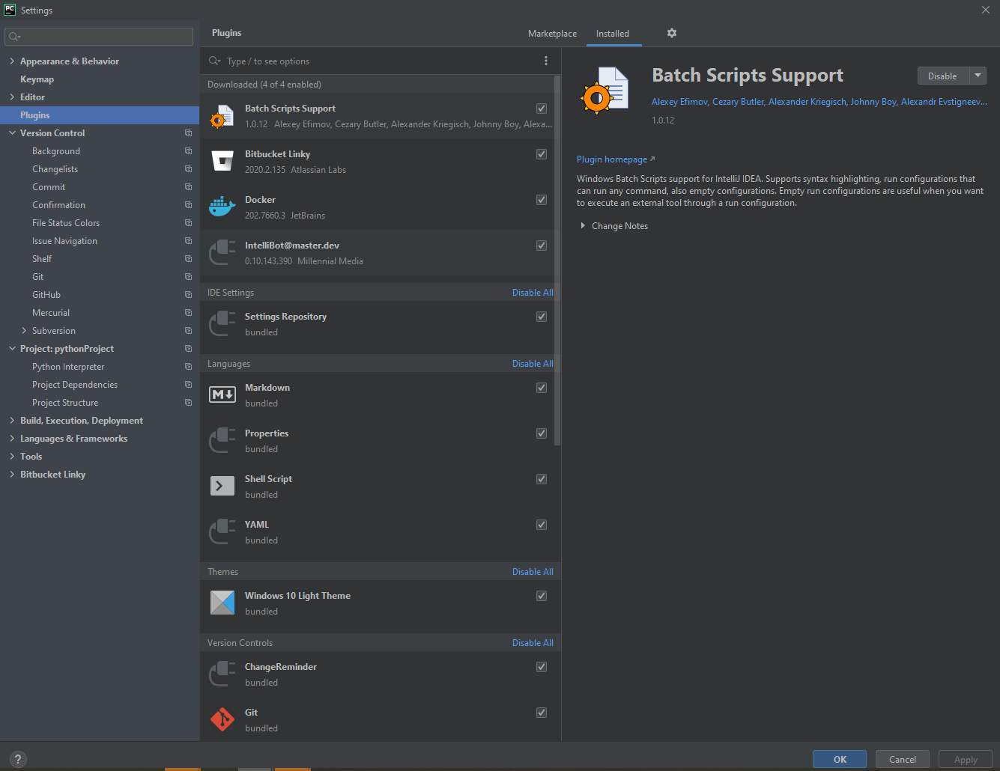 PC Settings
Plugins
Marketplace
Installed
Appearance & Behavior
Keymap
Editor
Plugins
Version Control
Background
Changelists
Commit
Confirmation
File Status Colors
Issue Navigation
Shelf
Git
GitHub
Mercurial
Subversion
Project: pythonProject
Python Interpreter
Project Dependencies
Project Structure
Build, Execution, Deployment
Languages & Frameworks
Tools
Bitbucket Linky
Type / to see options
Downloaded (4 of 4 enabled)
Batch Scripts Support
1.0.12 Alexey Efimov, Cezary Butler, Alexander Kriegisch, Johnny Boy, Alexa...
Bitbucket Linky
2020.2.135 Atlassian Labs
Docker
202.7660.3 JetBrains
IntelliBot@master.dev
0.10.143.390 Millennial Media
IDE Settings Disable All
Settings Repository
bundled
Languages Disable All
M Markdown
bundled
Properties
bundled
Shell Script
bundled
YAML
bundled
Themes Disable All
Windows 10 Light Theme
bundled
Version Controls Disable All
ChangeReminder
bundled
Git
bundled
Batch Scripts Support
Disable
Alexey Efimov, Cezary Butler, Alexander Kriegisch, Johnny Boy, Alexandr Evstigneev...
1.0.12
Plugin homepage
Windows Batch Scripts support for IntelliJ IDEA. Supports syntax highlighting, run configurations that
can run any command, also empty configurations. Empty run configurations are useful when you want
to execute an external tool through a run configuration.
Change Notes
?
OK
Cancel
Apply